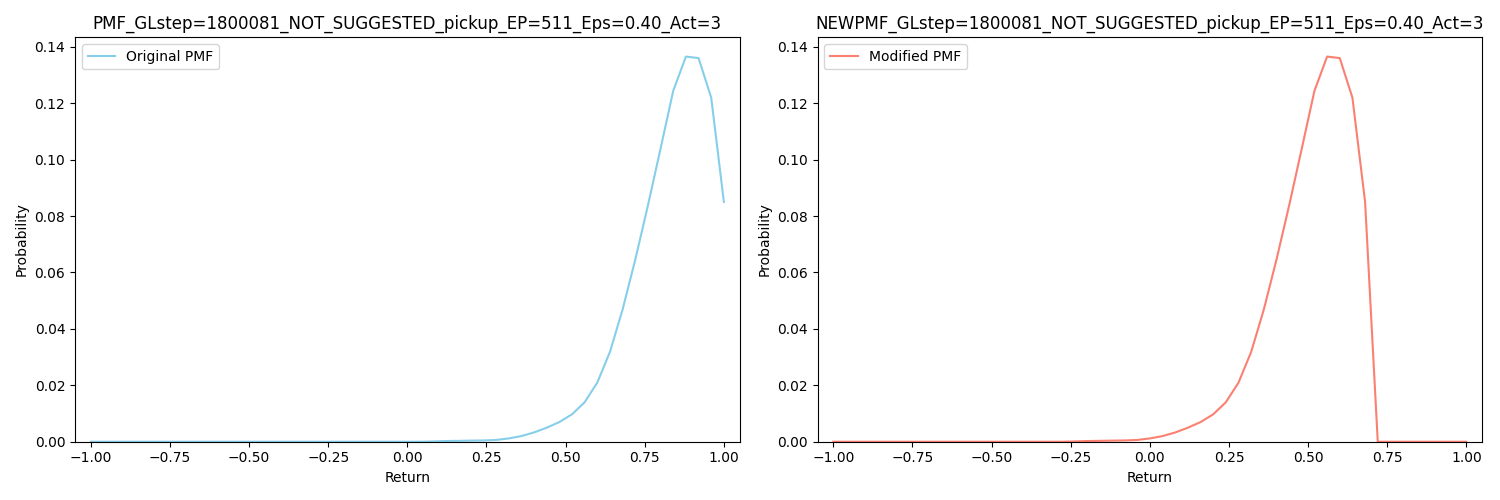 PMF_GLstep=1800081_NOT_SUGGESTED_pickup_EP=511_Eps=0.40_Act=3
Original PMF
Probability
0.14
0.12
0.10
0.08
0.06
0.04
0.02
0.00
−1.00 −0.75 −0.50 −0.25 0.00 0.25 0.50 0.75 1.00
Return
NEWPMF_GLstep=1800081_NOT_SUGGESTED_pickup_EP=511_Eps=0.40_Act=3
Modified PMF
Probability
0.14
0.12
0.10
0.08
0.06
0.04
0.02
0.00
−1.00 −0.75 −0.50 −0.25 0.00 0.25 0.50 0.75 1.00
Return